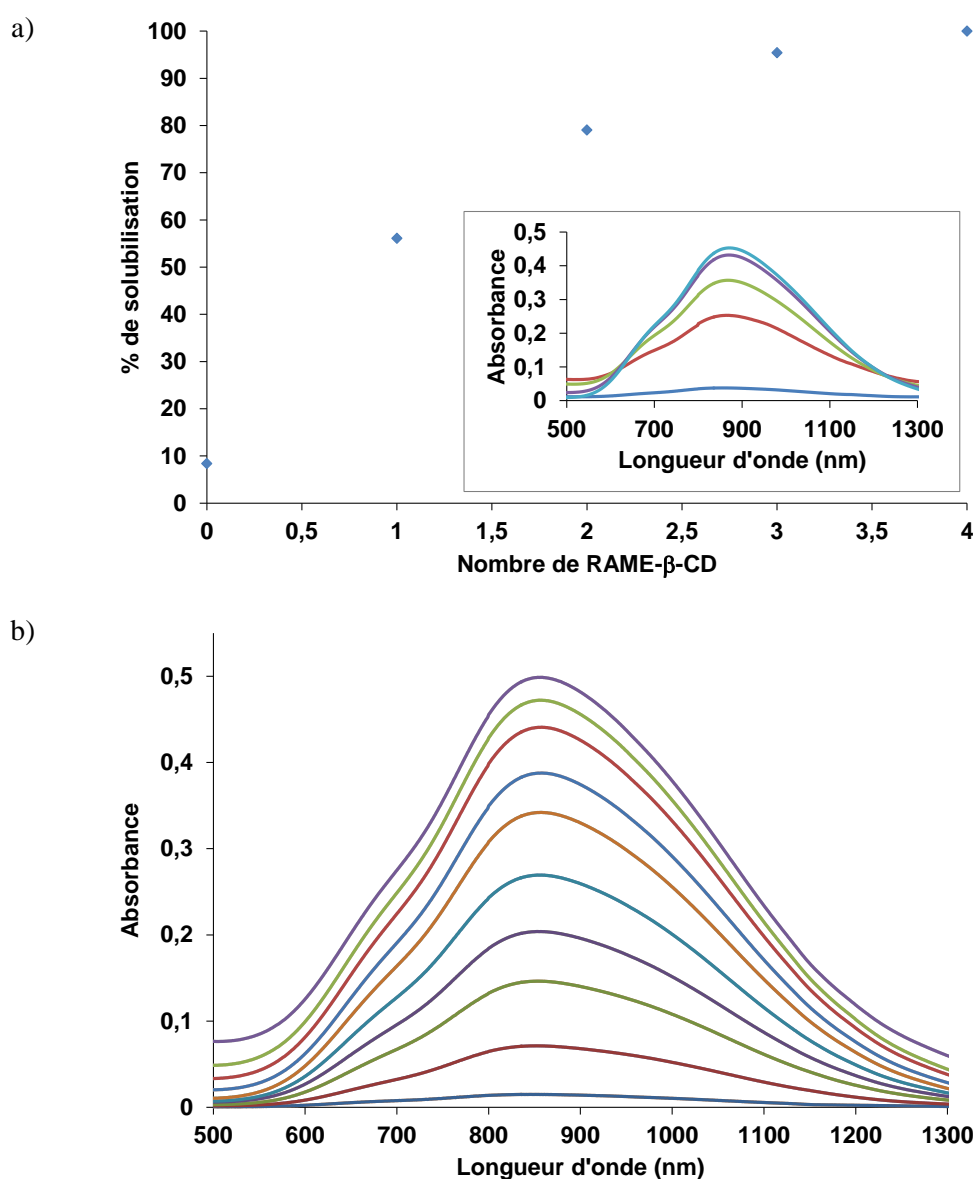 a)
% de solubilisation
100
90
80
70
60
50
40
30
20
10
0
0 0,5 1 1,5 2 2,5 3 3,5 4
Nombre de RAME-β-CD
Absorbance
0,5
0,4
0,3
0,2
0,1
0
500 700 900 1100 1300
Longueur d'onde (nm)
b)
Absorbance
0,5
0,4
0,3
0,2
0,1
0
500 600 700 800 900 1000 1100 1200 1300
Longueur d'onde (nm)